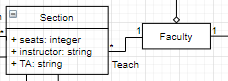 Section
+ seats: integer
+ instructor: string
+ TA: string
*
*
Teach
1
Faculty
1